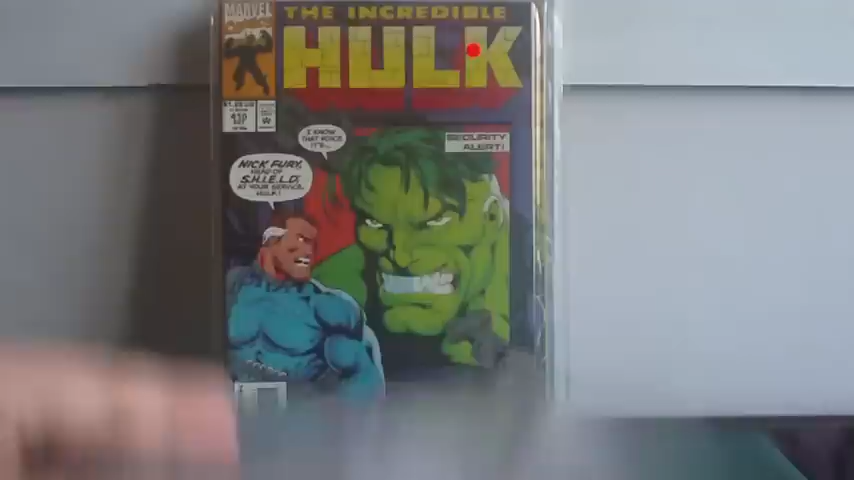 MARVEL
THE INCREDIBLE
HULK
I KNOW
THAT VOICE.
IT'S...
SECURITY
ALERT!
NICK FURY,
HEAD OF
S.H.I.E.L.D.
AT YOUR SERVICE,
HULK!